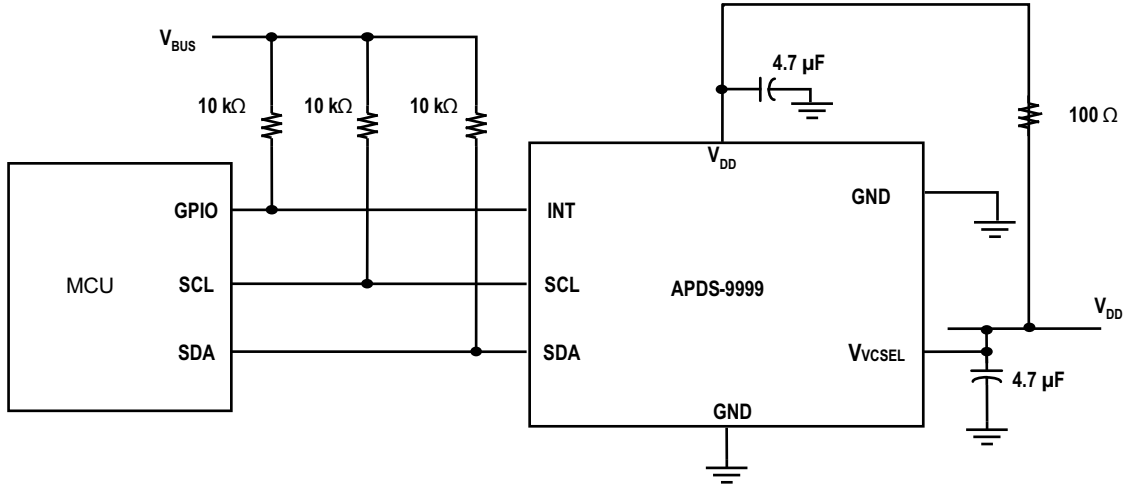 V_BUS
4.7 µF
10 kΩ 10 kΩ 10 kΩ
100 Ω
V_DD
GPIO
INT
GND
MCU
SCL
SCL
APDS-9999
V_DD
SDA
SDA
V_VCSEL
4.7 µF
GND